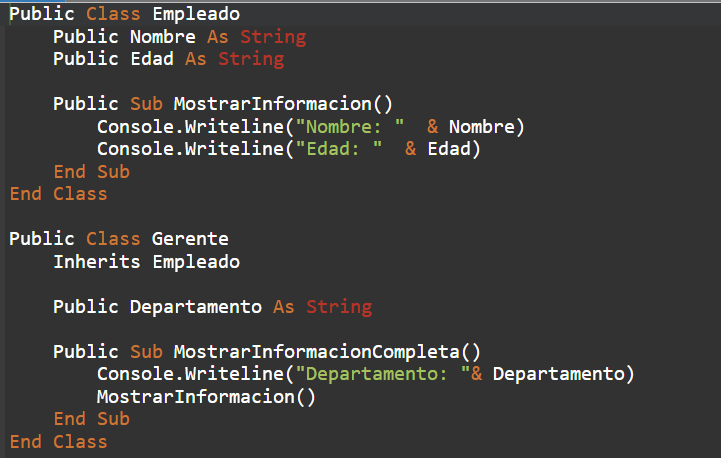 Public Class Empleado
    Public Nombre As String
    Public Edad As String
    Public Sub MostrarInformacion()
        Console.Writeline("Nombre: "  & Nombre)
        Console.Writeline("Edad: "  & Edad)
    End Sub
End Class
Public Class Gerente
    Inherits Empleado
    Public Departamento As String
    Public Sub MostrarInformacionCompleta()
        Console.Writeline("Departamento: "& Departamento)
        MostrarInformacion()
    End Sub
End Class